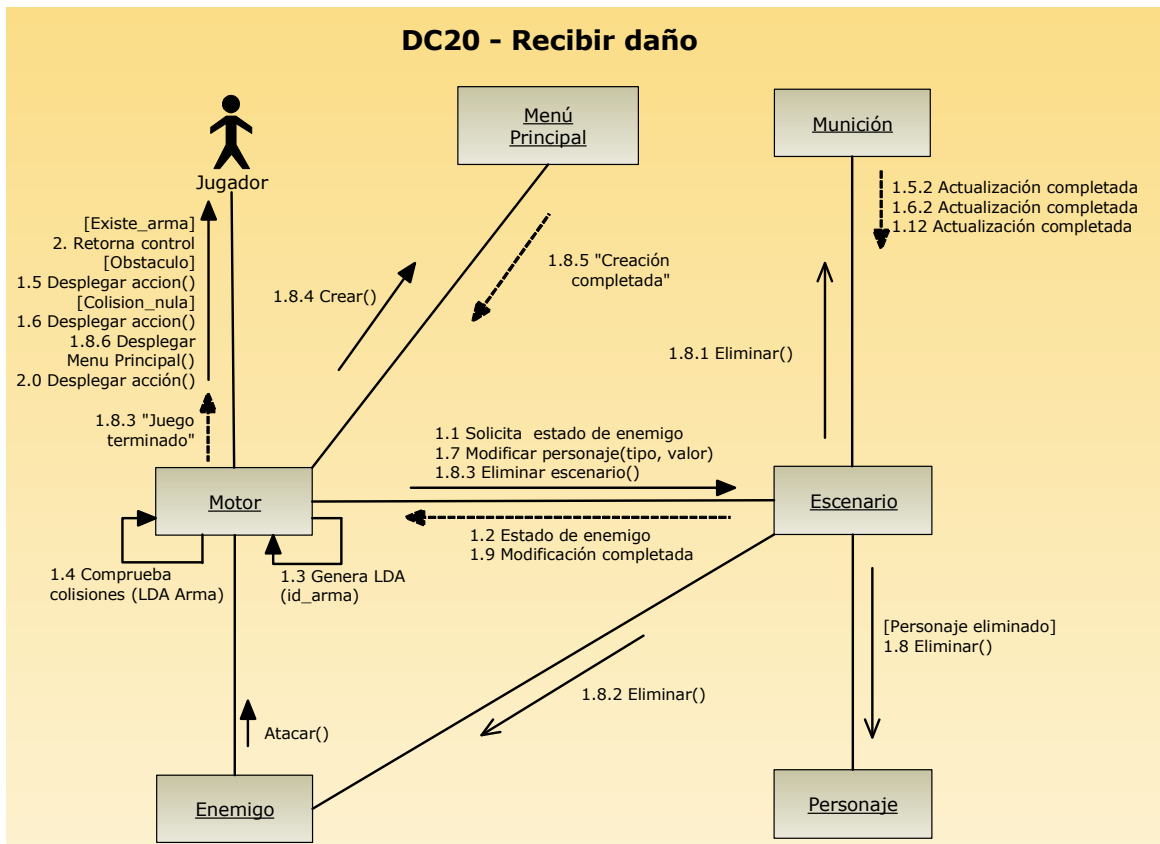 DC20 - Recibir daño
Menú
Principal
Munición
Jugador
[Existe_arma]
2. Retorna control
[Obstaculo]
1.5 Desplegar accion()
[Colision_nula]
1.6 Desplegar accion()
1.8.6 Desplegar
Menu Principal()
2.0 Desplegar acción()
1.8.3 "Juego
terminado"
1.8.4 Crear()
1.8.5 "Creación
completada"
1.5.2 Actualización completada
1.6.2 Actualización completada
1.12 Actualización completada
1.8.1 Eliminar()
1.1 Solicita estado de enemigo
1.7 Modificar personaje(tipo, valor)
1.8.3 Eliminar escenario()
Motor
Escenario
1.2 Estado de enemigo
1.9 Modificación completada
1.4 Comprueba
colisiones (LDA Arma)
1.3 Genera LDA
(id_arma)
[Personaje eliminado]
1.8 Eliminar()
1.8.2 Eliminar()
Atacar()
Enemigo
Personaje